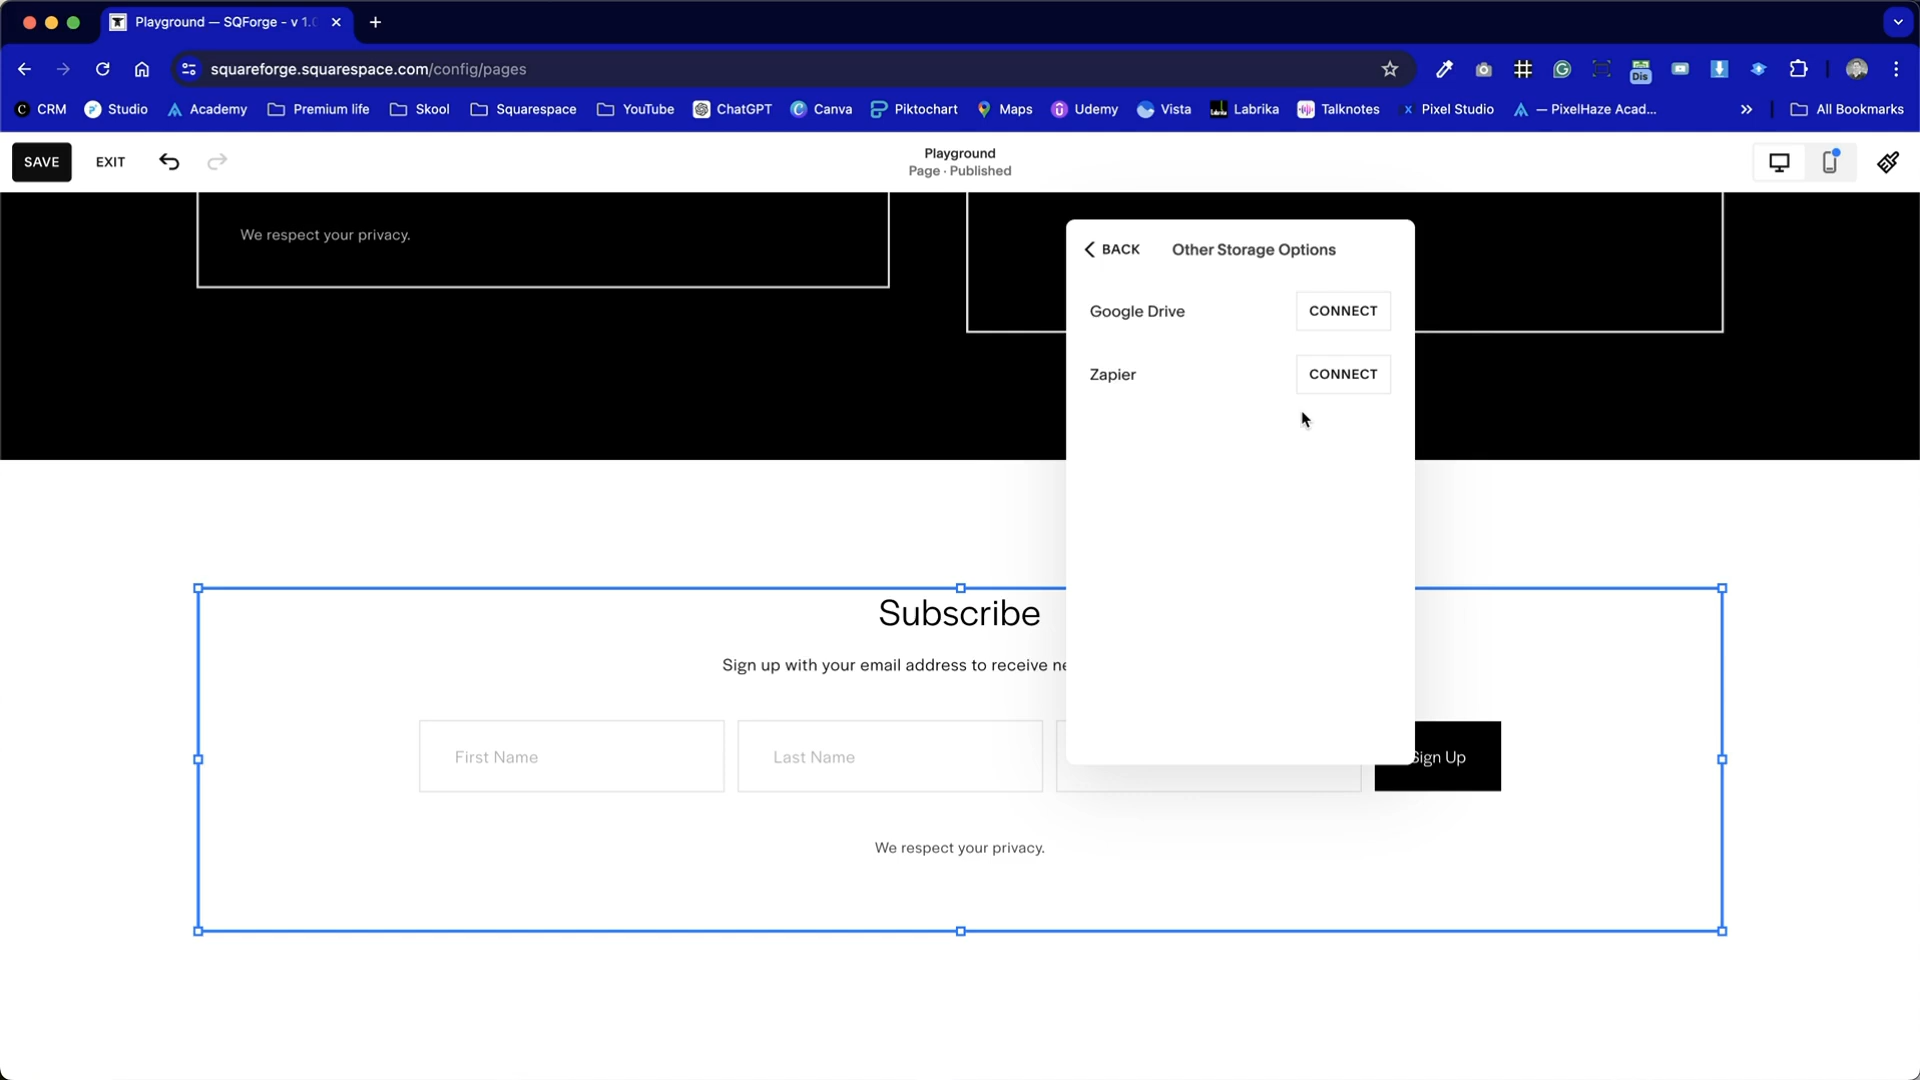 Playground — SQForge - v 1.0
squareforge.squarespace.com/config/pages
Dis
CRM Studio Academy Premium life Skool Squarespace YouTube ChatGPT Canva Piktochart Maps Udemy Vista Labrika Talknotes Pixel Studio — PixelHaze Acad... » All Bookmarks
SAVE EXIT
Playground
Page · Published
We respect your privacy.
BACK Other Storage Options
Google Drive CONNECT
Zapier CONNECT
Subscribe
Sign up with your email address to receive
First Name Last Name Sign Up
We respect your privacy.